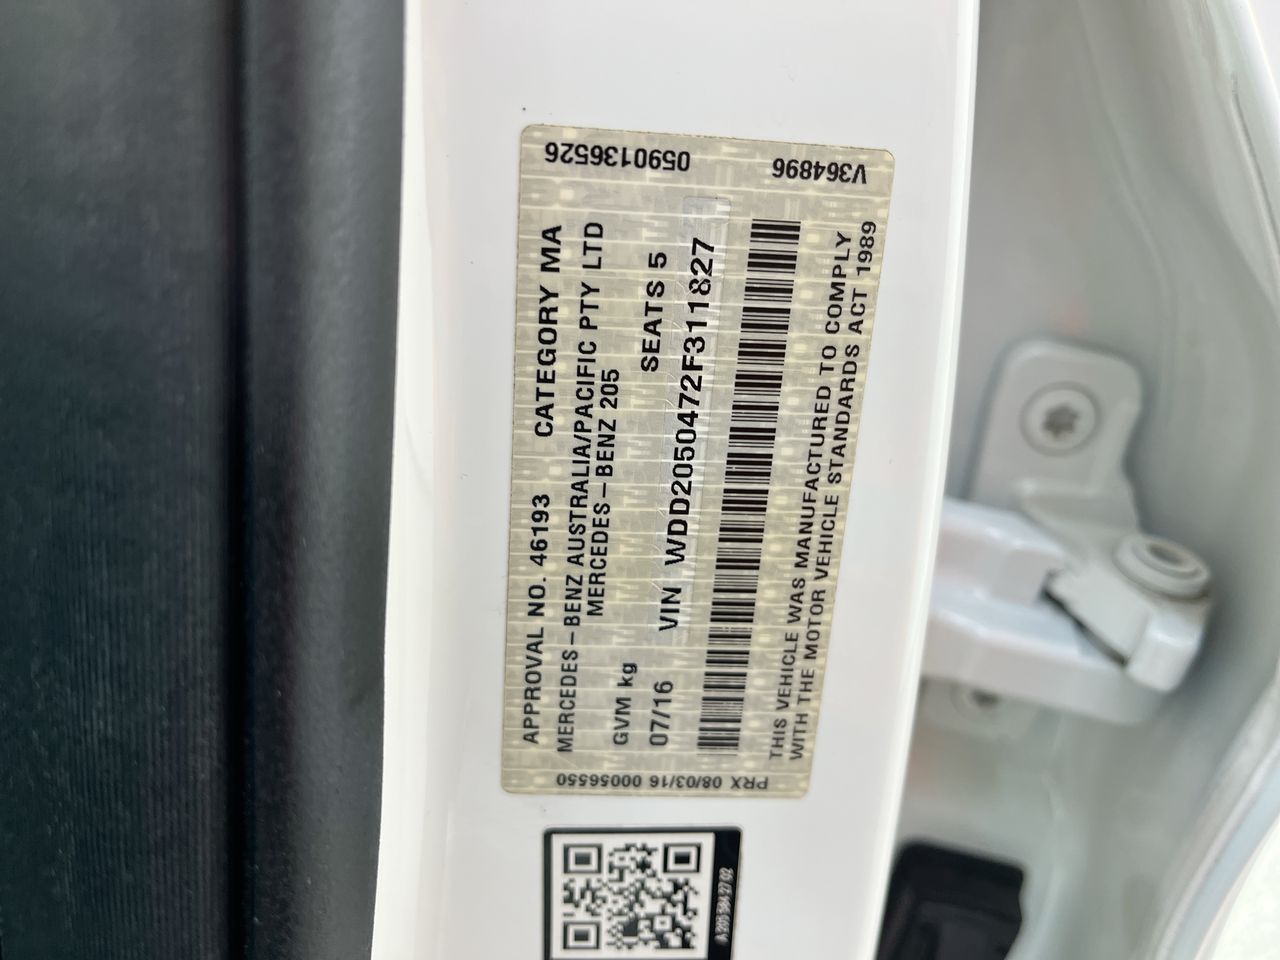 0590136526
V364896
APPROVAL NO. 46193 CATEGORY MA
MERCEDES-BENZ AUSTRALIA/PACIFIC PTY LTD
MERCEDES-BENZ 205
GVM kg
07/16 SEATS 5
VIN WDD2050472F311827
THIS VEHICLE WAS MANUFACTURED TO COMPLY
WITH THE MOTOR VEHICLE STANDARDS ACT 1989
PRX 08/03/16 00056550